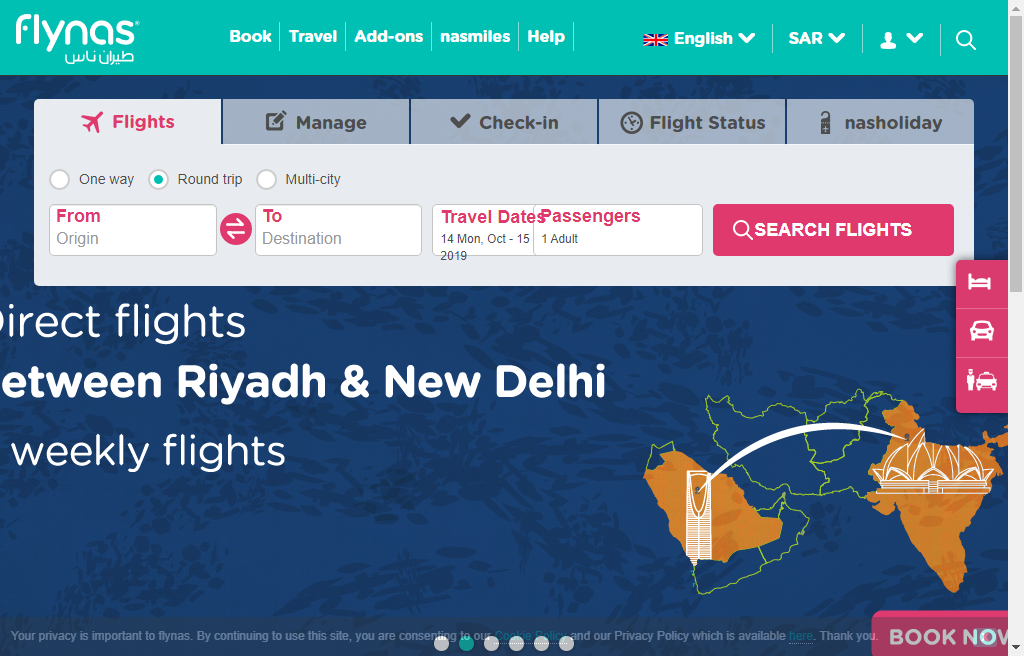 flynas
طيران ناس
Book
Travel
Add-ons
nasmiles
Help
English
SAR
Flights
Manage
Check-in
Flight Status
nasholiday
One way
Round trip
Multi-city
From
Origin
To
Destination
Travel Dates
14 Mon, Oct - 15
2019
Passengers
1 Adult
SEARCH FLIGHTS
irect flights
etween Riyadh & New Delhi
weekly flights
Your privacy is important to flynas. By continuing to use this site, you are consenting to our Cookie Policy and our Privacy Policy which is available here. Thank you.
BOOK NOW